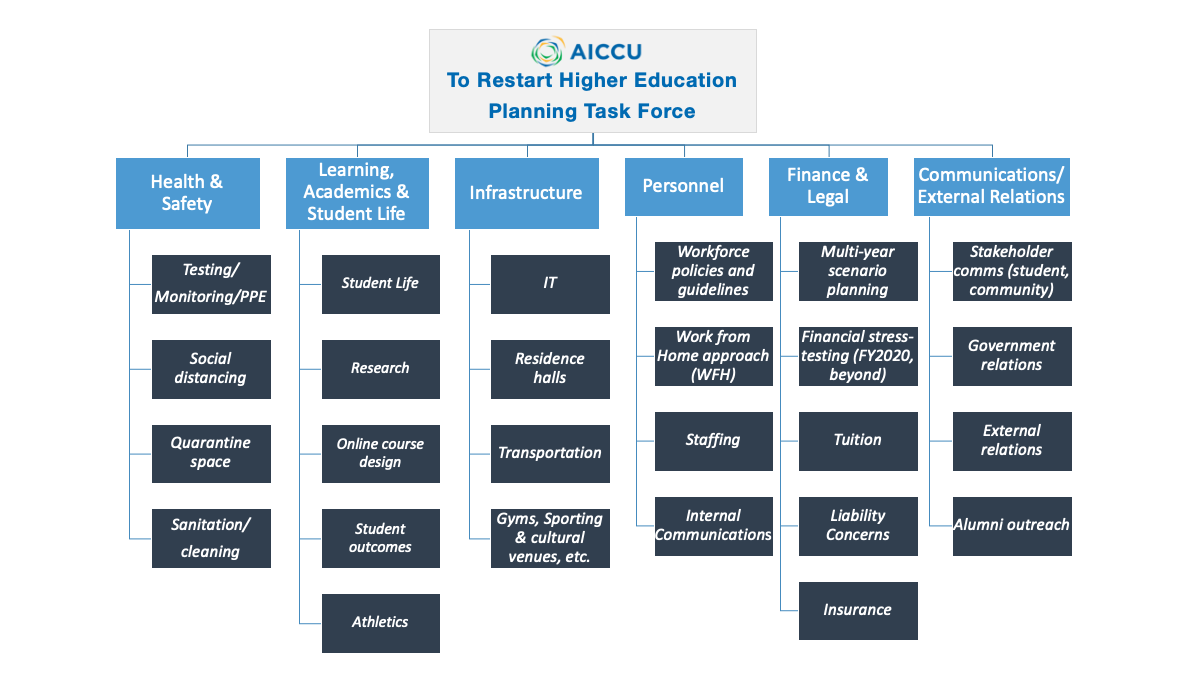 AICCU
To Restart Higher Education
Planning Task Force
Health &
Safety
Testing/
Monitoring/PPE
Social
distancing
Quarantine
space
Sanitation/
cleaning
Learning,
Academics &
Student Life
Student Life
Research
Online course
design
Student
outcomes
Athletics
Infrastructure
IT
Residence
halls
Transportation
Gyms, Sporting
& cultural
venues, etc.
Personnel
Workforce
policies and
guidelines
Work from
Home approach
(WFH)
Staffing
Internal
Communications
Finance &
Legal
Multi-year
scenario
planning
Financial stress-
testing (FY2020,
beyond)
Tuition
Liability
Concerns
Insurance
Communications/
External Relations
Stakeholder
comms (student,
community)
Government
relations
External
relations
Alumni outreach